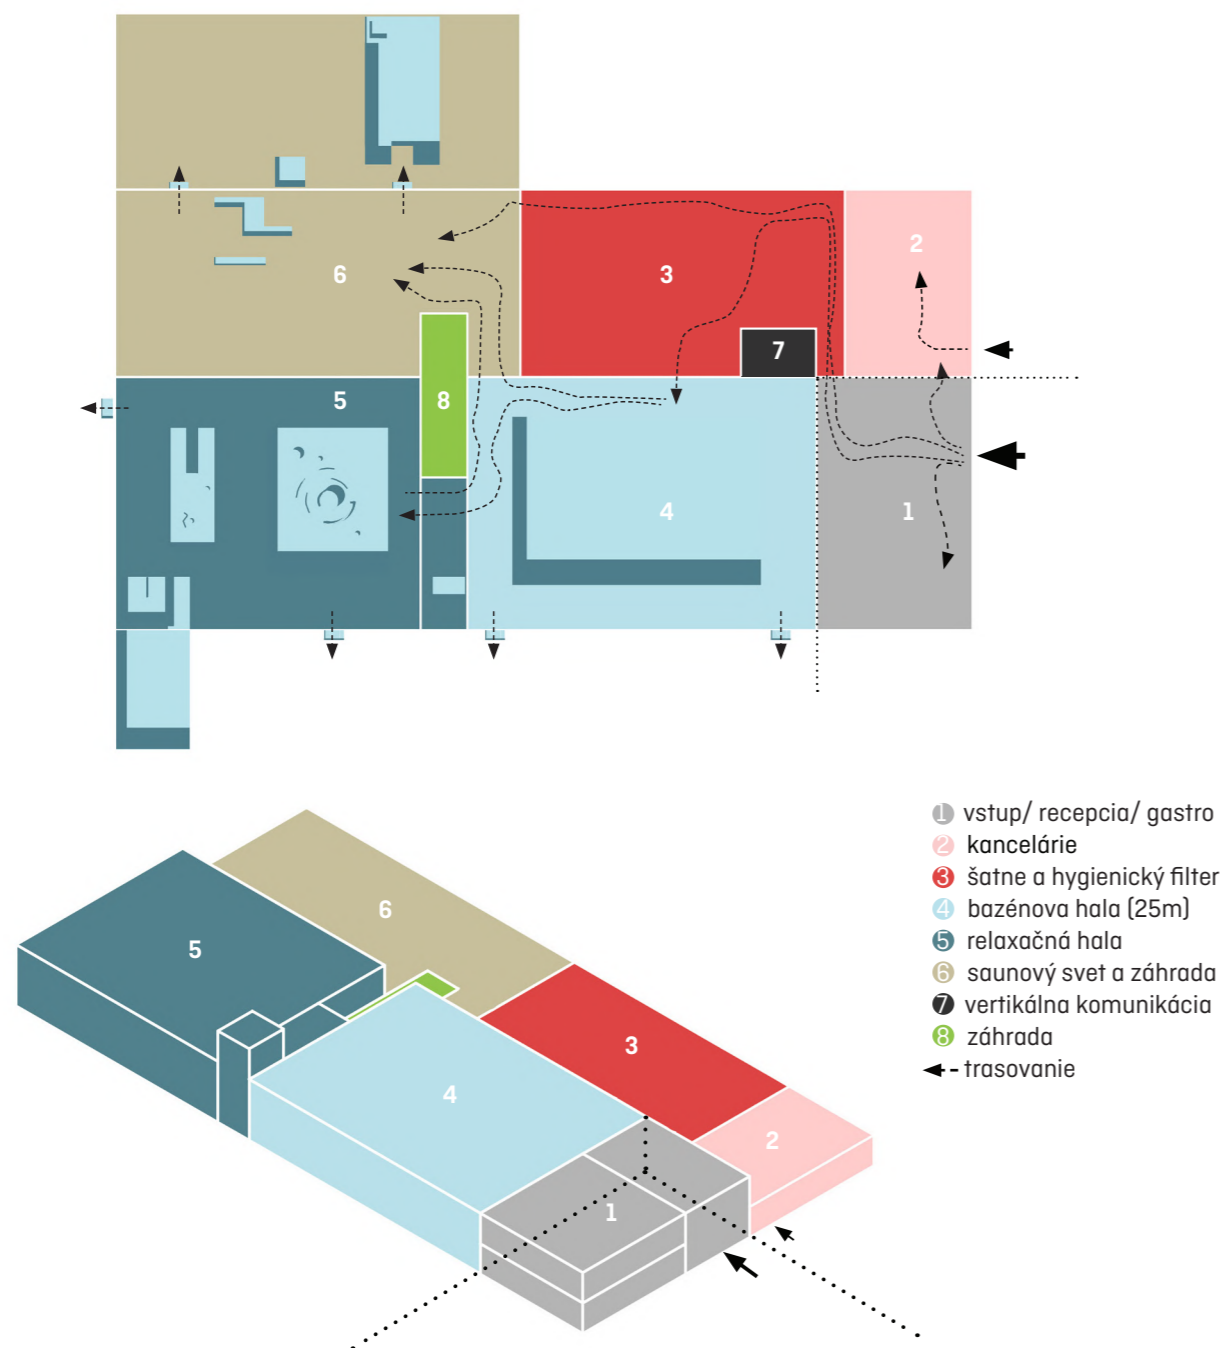 2
6
3
7
5
8
4
1
6
5
3
4
2
1
1 vstup/ recepcia/ gastro
2 kancelárie
3 šatne a hygienický filter
4 bazénova hala (25m)
5 relaxačná hala
6 saunový svet a záhrada
7 vertikálna komunikácia
8 záhrada
trasovanie